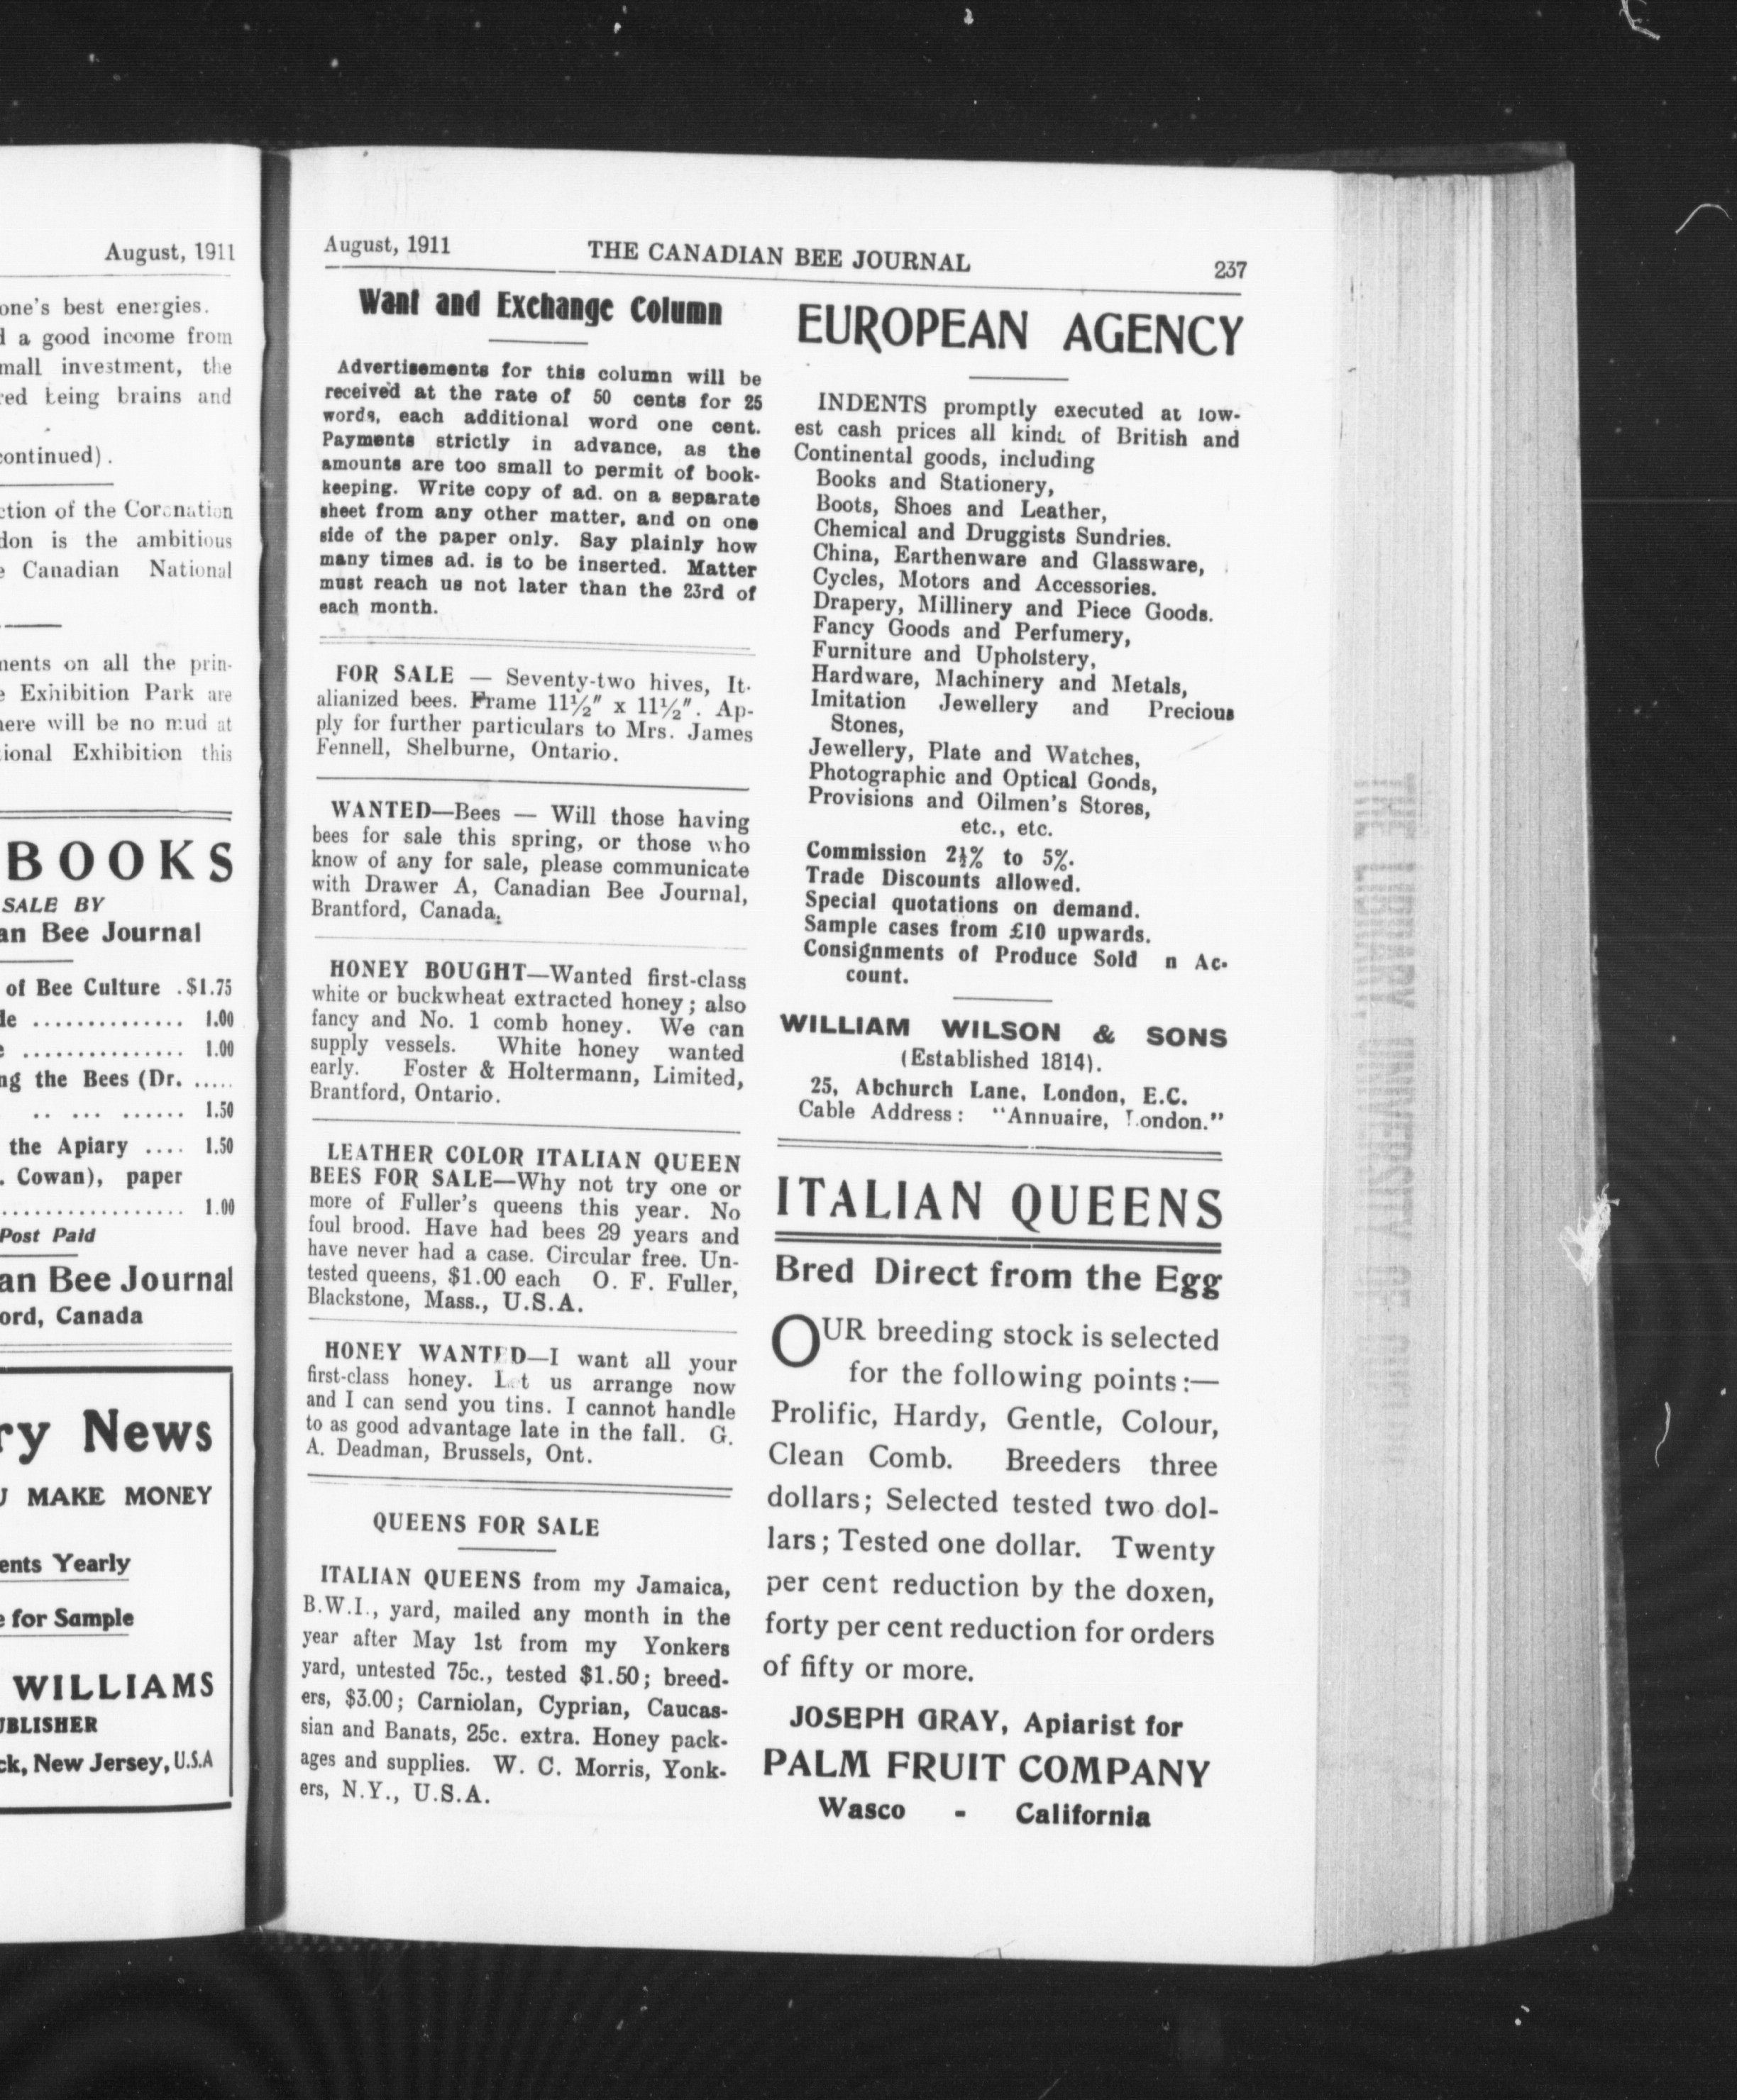 August, 1911
one's best energies.
a good income from
small investment, the
being brains and
continued).
ction of the Coronation
don is the ambitious
Canadian National
ments on all the prin-
Exhibition Park are
here will be no mud at
tional Exhibition this
BOOKS
SALE BY
an Bee Journal
of Bee Culture .$1.75
.............. 1.00
............... 1.00
ng the Bees (Dr. .....
.. ... ...... 1.50
the Apiary .... 1.50
. Cowan), paper
.................. 1.00
Post Paid
an Bee Journal
ord, Canada
ry News
U MAKE MONEY
ents Yearly
e for Sample
WILLIAMS
UBLISHER
ck, New Jersey, U.S.A
August, 1911 THE CANADIAN BEE JOURNAL 237
Want and Exchange Column
Advertisements for this column will be
received at the rate of 50 cents for 25
words, each additional word one cent.
Payments strictly in advance, as the
amounts are too small to permit of book-
keeping. Write copy of ad. on a separate
sheet from any other matter, and on one
side of the paper only. Say plainly how
many times ad. is to be inserted. Matter
must reach us not later than the 23rd of
each month.
FOR SALE — Seventy-two hives, It-
alianized bees. Frame 11½" x 11½". Ap-
ply for further particulars to Mrs. James
Fennell, Shelburne, Ontario.
WANTED—Bees — Will those having
bees for sale this spring, or those who
know of any for sale, please communicate
with Drawer A, Canadian Bee Journal,
Brantford, Canada.
HONEY BOUGHT—Wanted first-class
white or buckwheat extracted honey; also
fancy and No. 1 comb honey. We can
supply vessels. White honey wanted
early. Foster & Holtermann, Limited,
Brantford, Ontario.
LEATHER COLOR ITALIAN QUEEN
BEES FOR SALE—Why not try one or
more of Fuller's queens this year. No
foul brood. Have had bees 29 years and
have never had a case. Circular free. Un-
tested queens, $1.00 each O. F. Fuller,
Blackstone, Mass., U.S.A.
HONEY WANTED—I want all your
first-class honey. Let us arrange now
and I can send you tins. I cannot handle
to as good advantage late in the fall. G.
A. Deadman, Brussels, Ont.
QUEENS FOR SALE
ITALIAN QUEENS from my Jamaica,
B.W.I., yard, mailed any month in the
year after May 1st from my Yonkers
yard, untested 75c., tested $1.50; breed-
ers, $3.00; Carniolan, Cyprian, Caucas-
sian and Banats, 25c. extra. Honey pack-
ages and supplies. W. C. Morris, Yonk-
ers, N.Y., U.S.A.
EUROPEAN AGENCY
INDENTS promptly executed at low-
est cash prices all kinds of British and
Continental goods, including
Books and Stationery,
Boots, Shoes and Leather,
Chemical and Druggists Sundries.
China, Earthenware and Glassware,
Cycles, Motors and Accessories.
Drapery, Millinery and Piece Goods.
Fancy Goods and Perfumery,
Furniture and Upholstery,
Hardware, Machinery and Metals,
Imitation Jewellery and Precious
Stones,
Jewellery, Plate and Watches,
Photographic and Optical Goods,
Provisions and Oilmen's Stores,
etc., etc.
Commission 2½% to 5%.
Trade Discounts allowed.
Special quotations on demand.
Sample cases from £10 upwards.
Consignments of Produce Sold n Ac-
count.
WILLIAM WILSON & SONS
(Established 1814).
25, Abchurch Lane, London, E.C.
Cable Address: "Annuaire, London."
ITALIAN QUEENS
Bred Direct from the Egg
OUR breeding stock is selected
for the following points:—
Prolific, Hardy, Gentle, Colour,
Clean Comb. Breeders three
dollars; Selected tested two dol-
lars; Tested one dollar. Twenty
per cent reduction by the doxen,
forty per cent reduction for orders
of fifty or more.
JOSEPH GRAY, Apiarist for
PALM FRUIT COMPANY
Wasco - California
THE LIBRARY, UNIVERSITY OF